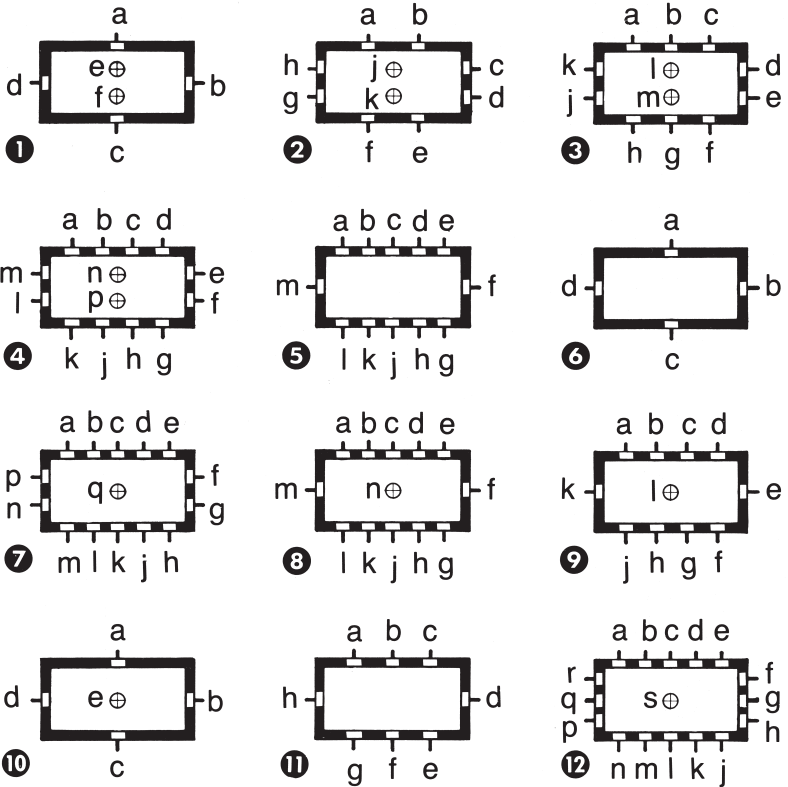 a
d e b
f
c
1
a b
h j c
g k d
f e
2
a b c
k l d
j m e
h g f
3
a b c d
m n e
l p f
k j h g
4
a b c d e
m f
l k j h g
5
a
d b
c
6
a b c d e
p q f
n g
m l k j h
7
a b c d e
m n f
l k j h g
8
a b c d
k l e
j h g f
9
a
d e b
c
10
a b c
h d
g f e
11
a b c d e
r f
q s g
p h
n m l k j
12